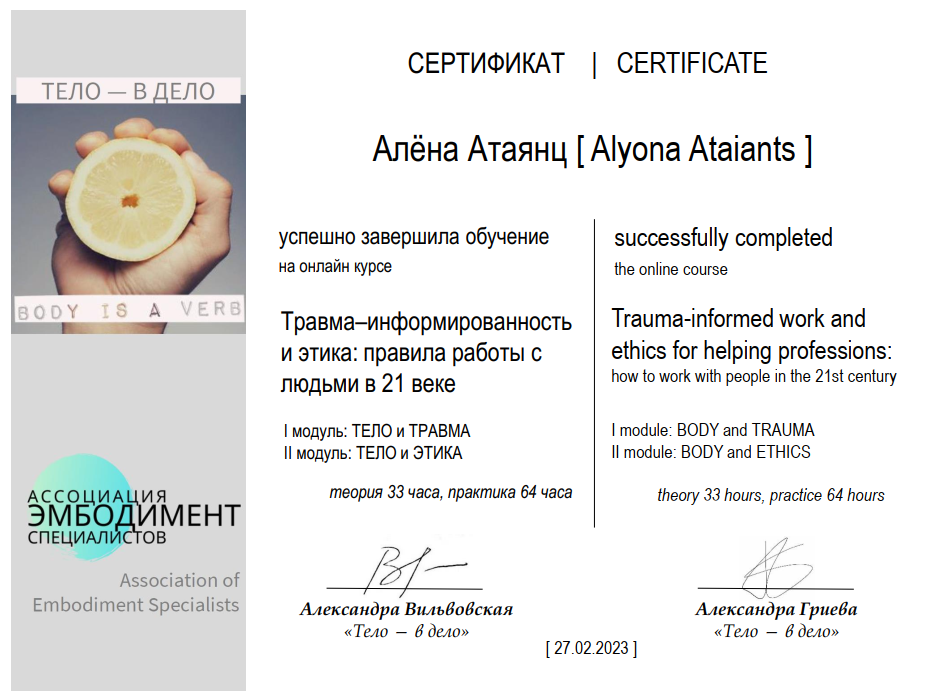 ТЕЛО — В ДЕЛО
BODY IS A VERB
АССОЦИАЦИЯ
ЭМБОДИМЕНТ
СПЕЦИАЛИСТОВ
Association of
Embodiment Specialists
СЕРТИФИКАТ | CERTIFICATE
Алёна Атаянц [ Alyona Ataiants ]
успешно завершила обучение
на онлайн курсе
Травма–информированность
и этика: правила работы с
людьми в 21 веке
I модуль: ТЕЛО и ТРАВМА
II модуль: ТЕЛО и ЭТИКА
теория 33 часа, практика 64 часа
successfully completed
the online course
Trauma-informed work and
ethics for helping professions:
how to work with people in the 21st century
I module: BODY and TRAUMA
II module: BODY and ETHICS
theory 33 hours, practice 64 hours
Александра Вильвовская
«Тело — в дело»
Александра Гриева
«Тело — в дело»
[ 27.02.2023 ]